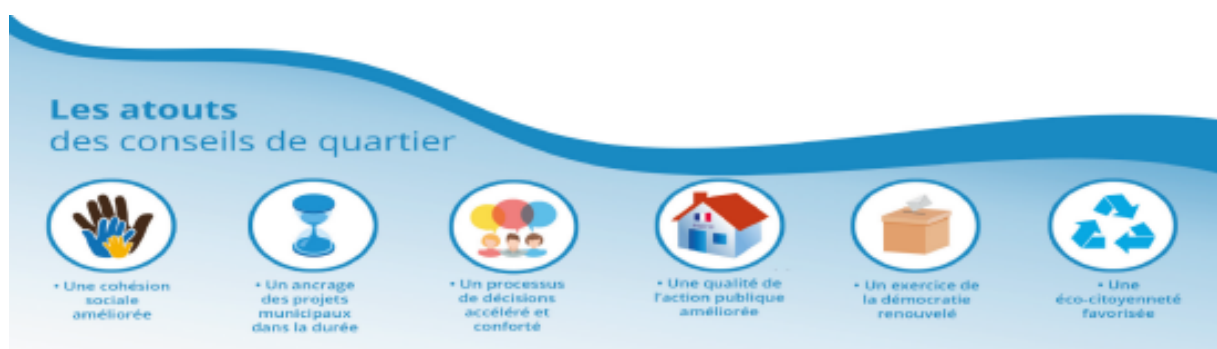 Les atouts
des conseils de quartier
• Une cohésion
sociale
améliorée
• Un ancrage
des projets
municipaux
dans la durée
• Un processus
de décisions
accéléré et
conforté
• Une qualité de
l'action publique
améliorée
• Un exercice de
la démocratie
renouvelé
• Une
éco-citoyenneté
favorisée